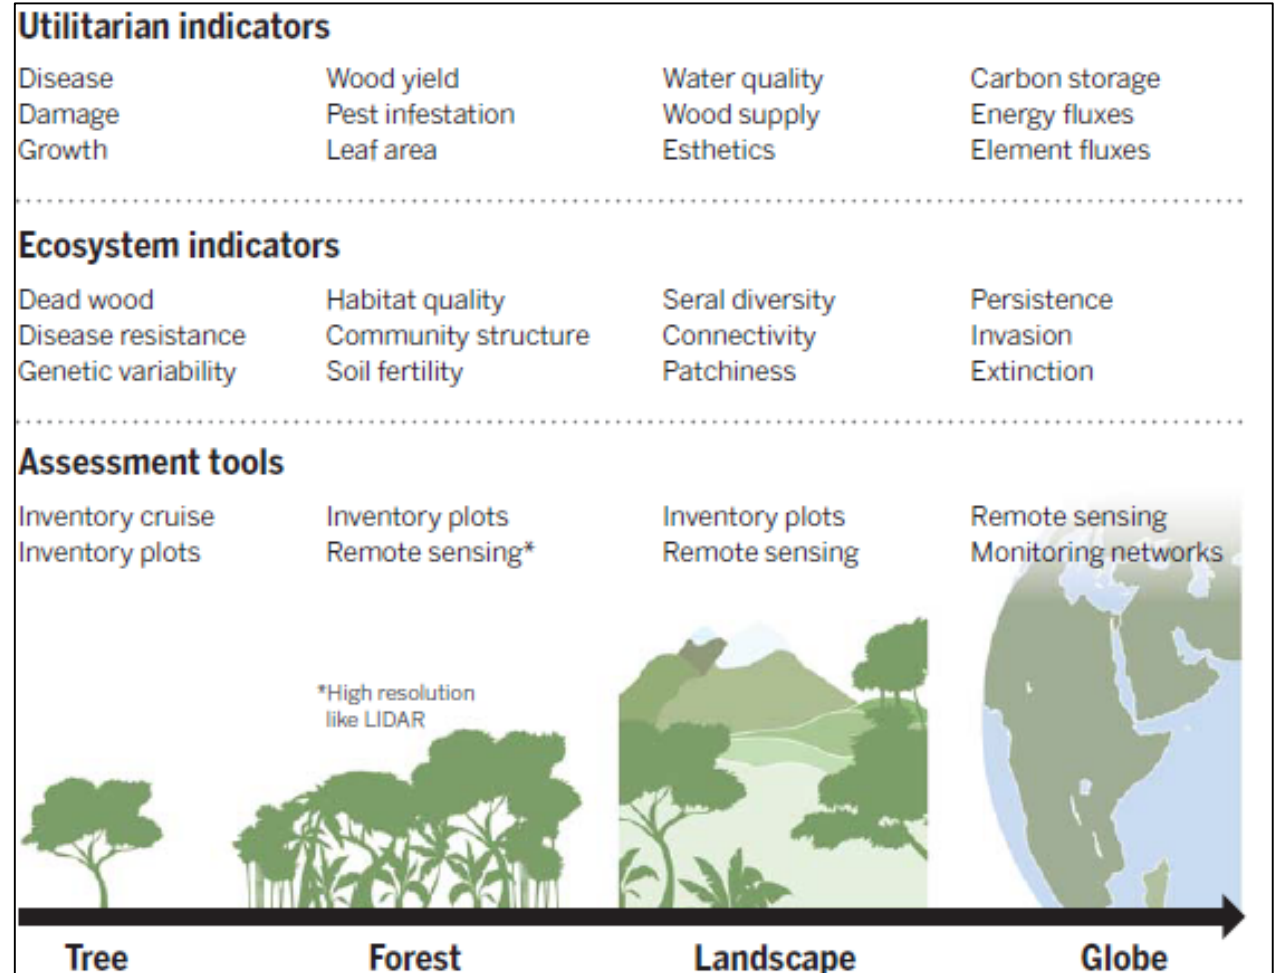 Utilitarian indicators
Disease Wood yield Water quality Carbon storage
Damage Pest infestation Wood supply Energy fluxes
Growth Leaf area Esthetics Element fluxes
Ecosystem indicators
Dead wood Habitat quality Seral diversity Persistence
Disease resistance Community structure Connectivity Invasion
Genetic variability Soil fertility Patchiness Extinction
Assessment tools
Inventory cruise Inventory plots Inventory plots Remote sensing
Inventory plots Remote sensing* Remote sensing Monitoring networks
*High resolution
like LIDAR
Tree Forest Landscape Globe